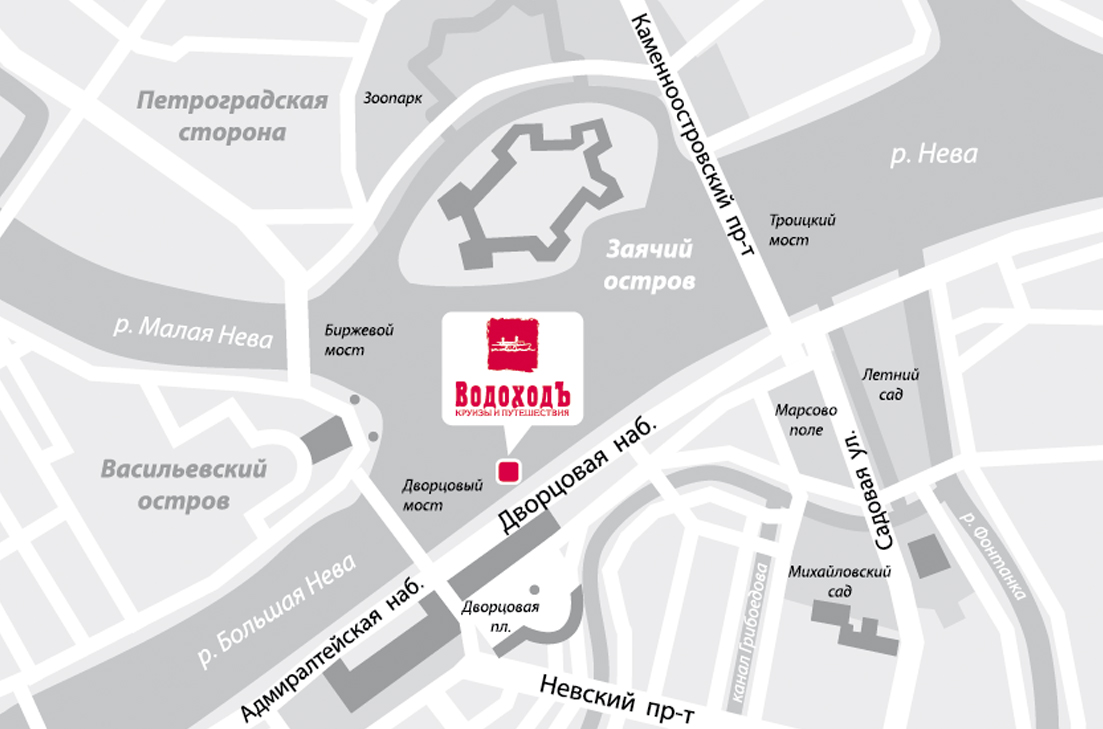 Каменноостровский пр-т
Зоопарк
Петроградская
сторона
р. Нева
Троицкий
мост
Заячий
остров
р. Малая Нева
Биржевой
мост
ВодоходЪ
КРУИЗЫ И ПУТЕШЕСТВИЯ
Летний
сад
Марсово
поле
Васильевский
остров
Дворцовый
мост
Дворцовая наб.
Садовая ул.
р. Фонтанка
р. Большая Нева
Михайловский
сад
Адмиралтейская наб.
Дворцовая
пл.
канал Грибоедова
Невский пр-т